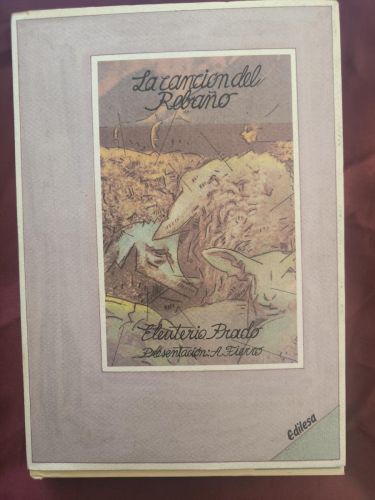 La canción del
Rebaño
Eleuterio Prado
Presentación: A. Fierro
Edilesa